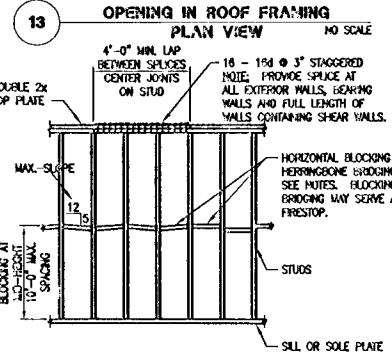 13
OPENING IN ROOF FRAMING
PLAN VIEW
NO SCALE
4'-0" MIN. LAP
BETWEEN SPLICES
CENTER JOINTS
ON STUD
16 - 16d @ 3" STAGGERED
NOTE: PROVIDE SPLICE AT
ALL EXTERIOR WALLS, BEARING
WALLS AND FULL LENGTH OF
WALLS CONTAINING SHEAR WALLS.
OUBLE 2x
OP PLATE
MAX. SLOPE
12
5
HORIZONTAL BLOCKING
HERRINGBONE BRIDGING
SEE NOTES. BLOCKING
BRIDGING MAY SERVE A
FIRESTOP.
BLOCKING AT
MID-HEIGHT
10'-0" MAX.
SPACING
STUDS
SILL OR SOLE PLATE